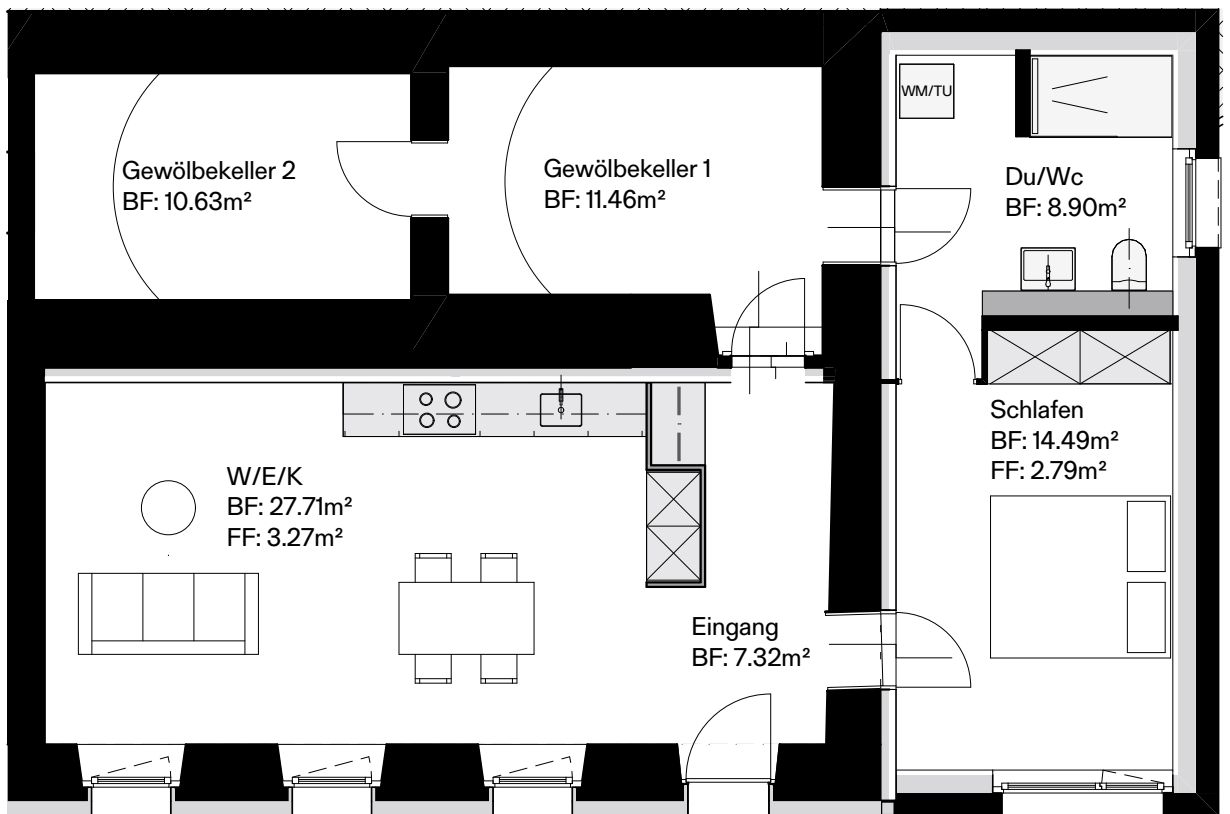 Gewölbekeller 2
BF: 10.63m²
Gewölbekeller 1
BF: 11.46m²
WM/TU
Du/Wc
BF: 8.90m²
Schlafen
BF: 14.49m²
FF: 2.79m²
W/E/K
BF: 27.71m²
FF: 3.27m²
Eingang
BF: 7.32m²